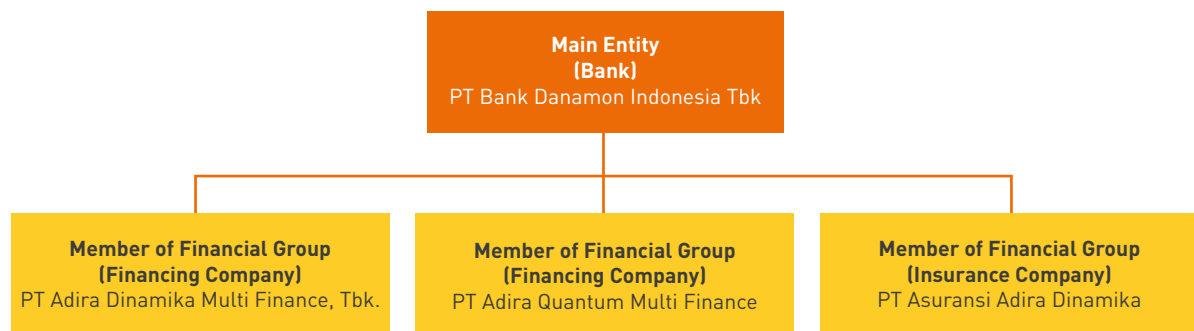 Main Entity
(Bank)
PT Bank Danamon Indonesia Tbk
Member of Financial Group
(Financing Company)
PT Adira Dinamika Multi Finance, Tbk.
Member of Financial Group
(Financing Company)
PT Adira Quantum Multi Finance
Member of Financial Group
(Insurance Company)
PT Asuransi Adira Dinamika